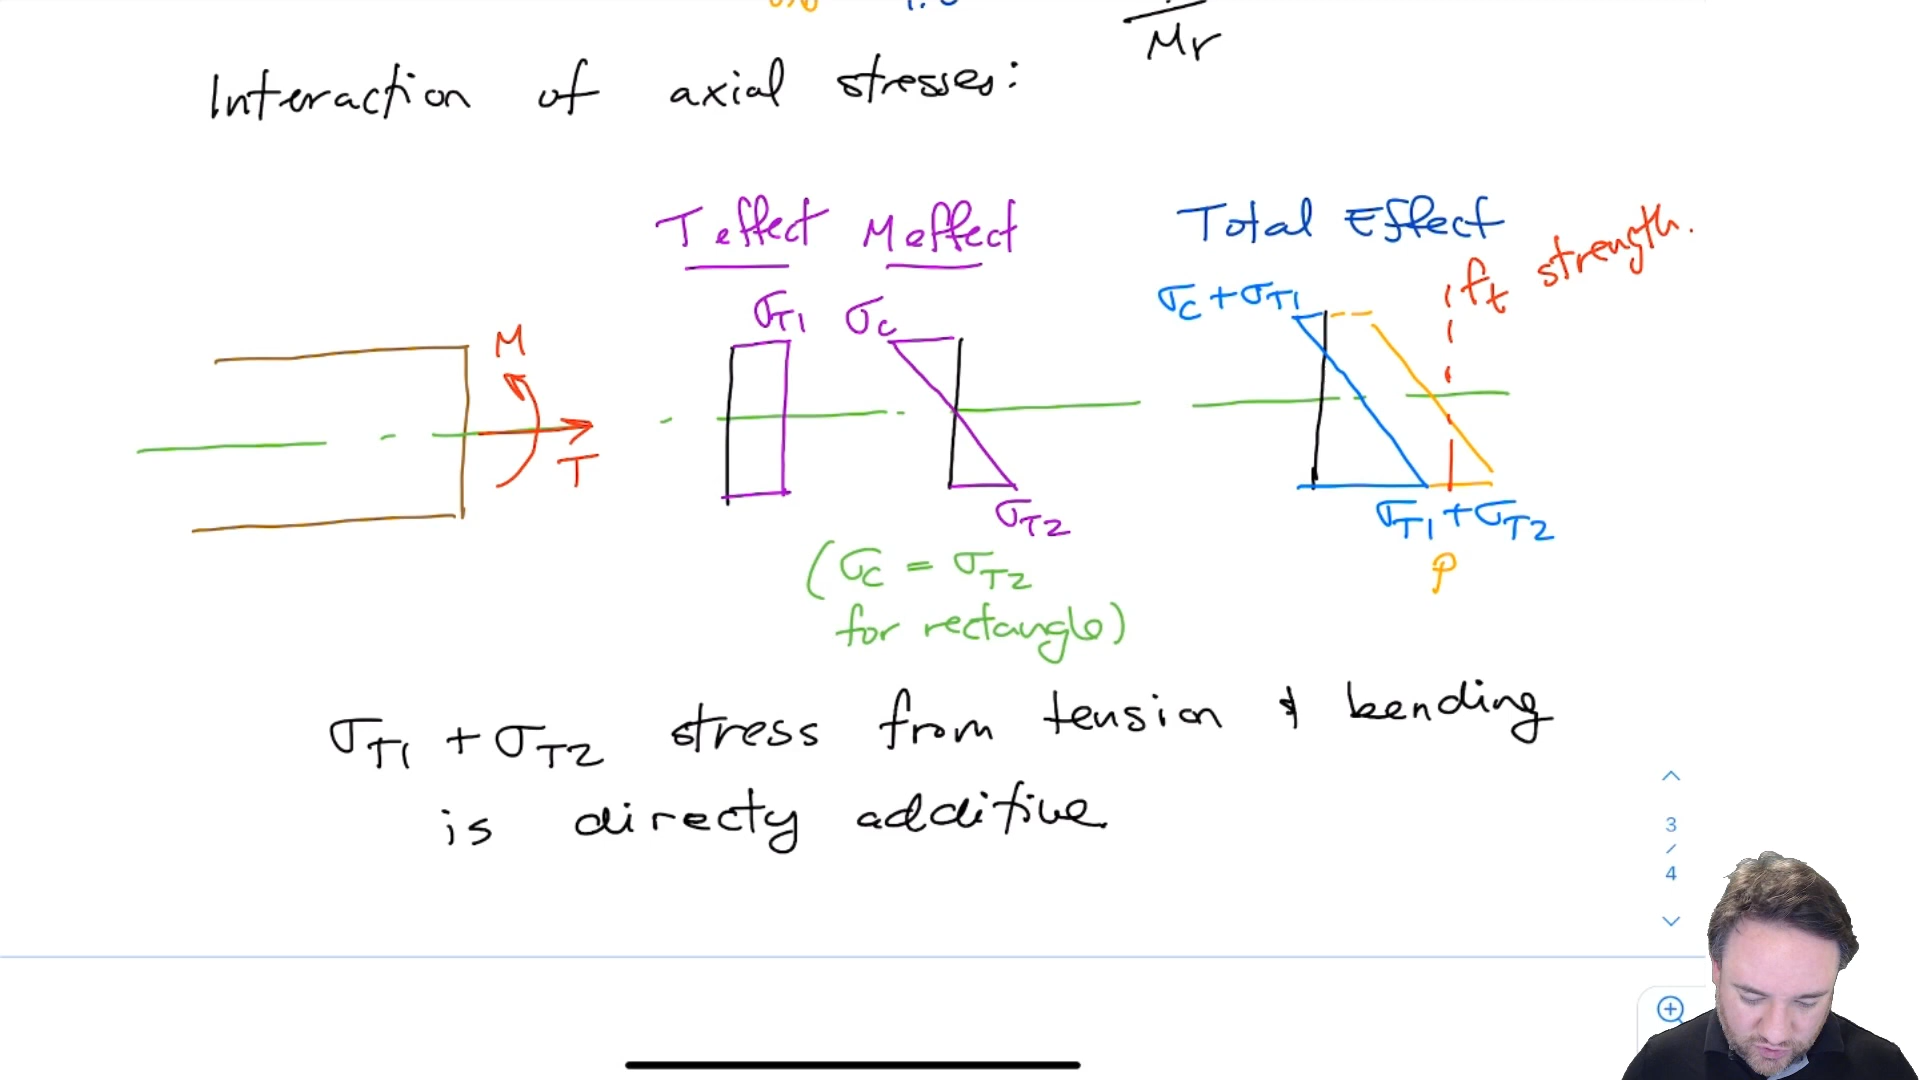 Mr
Interaction of axial stresses:
T effect M effect Total Effect
ft strength.
σT1 σc σc + σT1
M
T
σT2 σT1 + σT2
(σc = σT2
for rectangle)
σT1 + σT2 stress from tension & bending
is directy additive
3
/
4